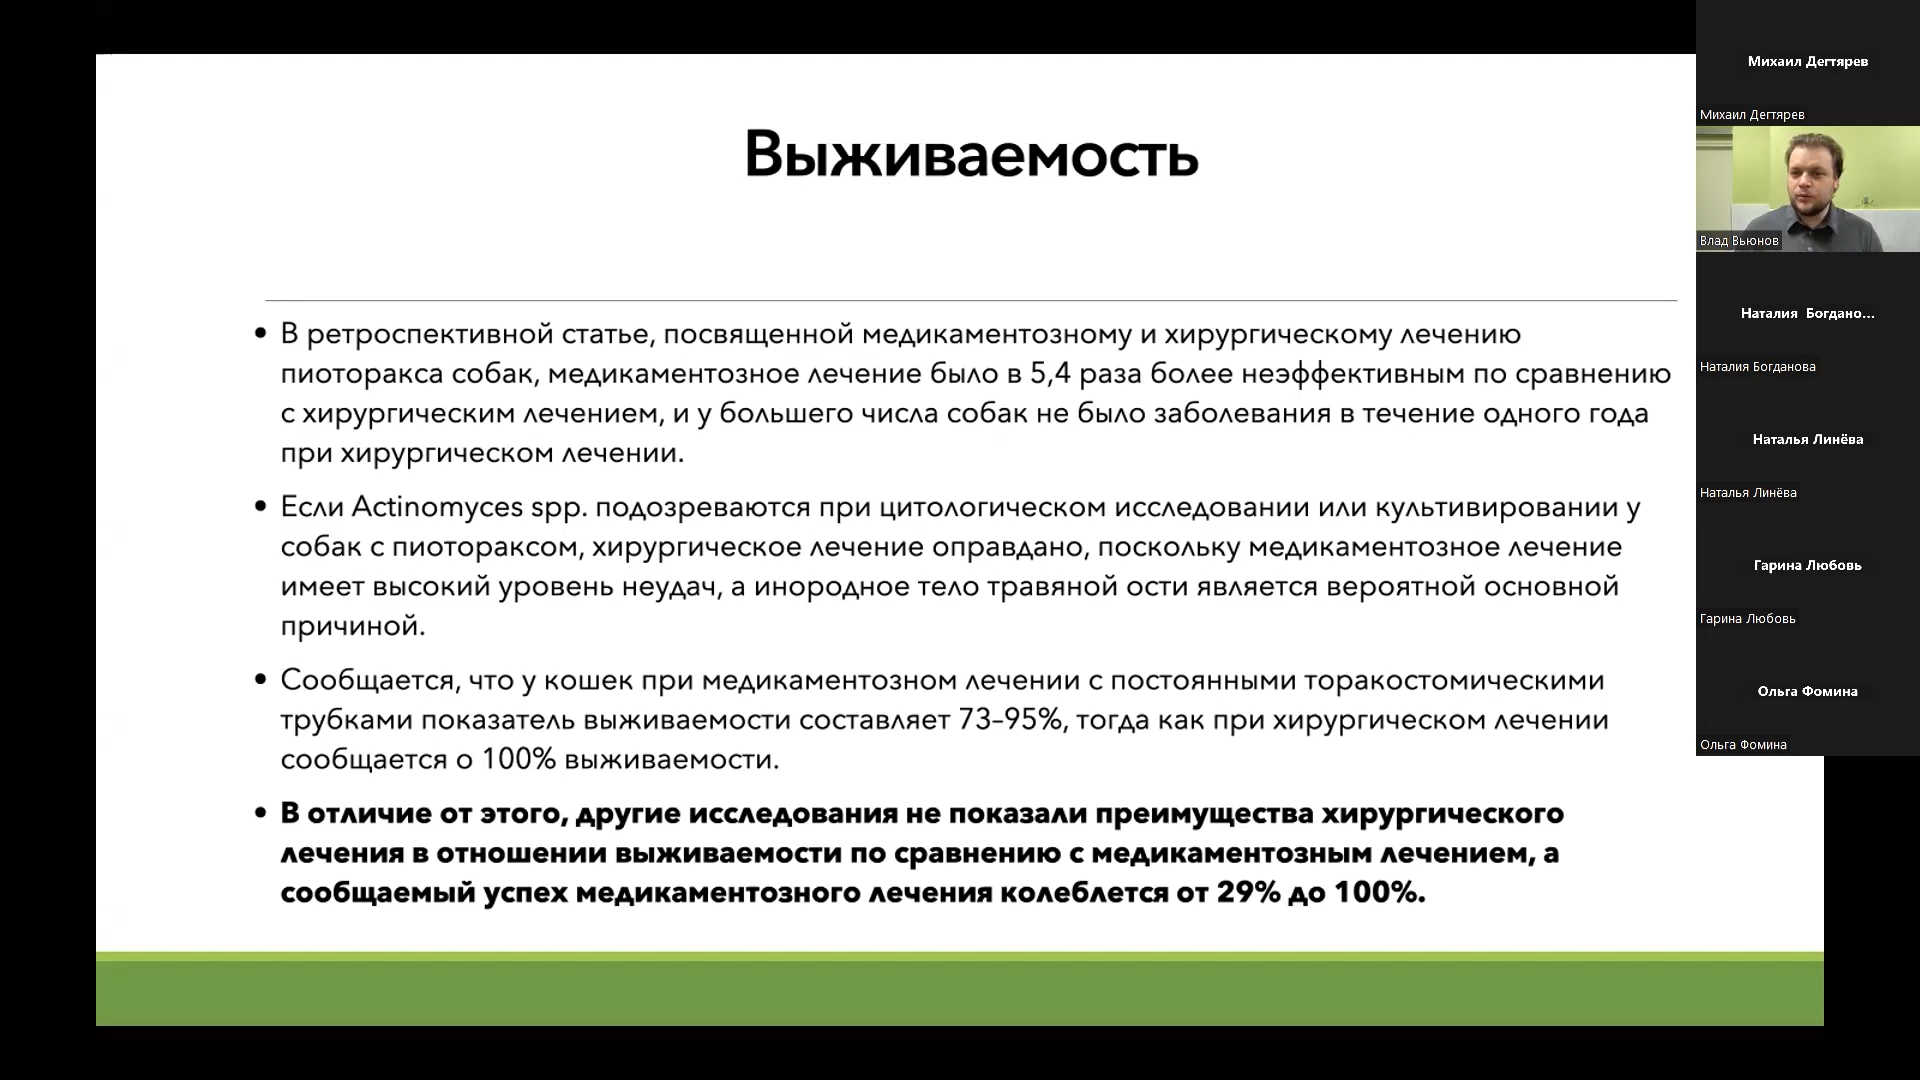 Выживаемость
• В ретроспективной статье, посвященной медикаментозному и хирургическому лечению
пиоторакса собак, медикаментозное лечение было в 5,4 раза более неэффективным по сравнению
с хирургическим лечением, и у большего числа собак не было заболевания в течение одного года
при хирургическом лечении.
• Если Actinomyces spp. подозреваются при цитологическом исследовании или культивировании у
собак с пиотораксом, хирургическое лечение оправдано, поскольку медикаментозное лечение
имеет высокий уровень неудач, а инородное тело травяной ости является вероятной основной
причиной.
• Сообщается, что у кошек при медикаментозном лечении с постоянными торакостомическими
трубками показатель выживаемости составляет 73–95%, тогда как при хирургическом лечении
сообщается о 100% выживаемости.
• В отличие от этого, другие исследования не показали преимущества хирургического
лечения в отношении выживаемости по сравнению с медикаментозным лечением, а
сообщаемый успех медикаментозного лечения колеблется от 29% до 100%.
Михаил Дегтярев
Михаил Дегтярев
Влад Вьюнов
Наталия Богдано...
Наталия Богданова
Наталья Линёва
Наталья Линёва
Гарина Любовь
Гарина Любовь
Ольга Фомина
Ольга Фомина